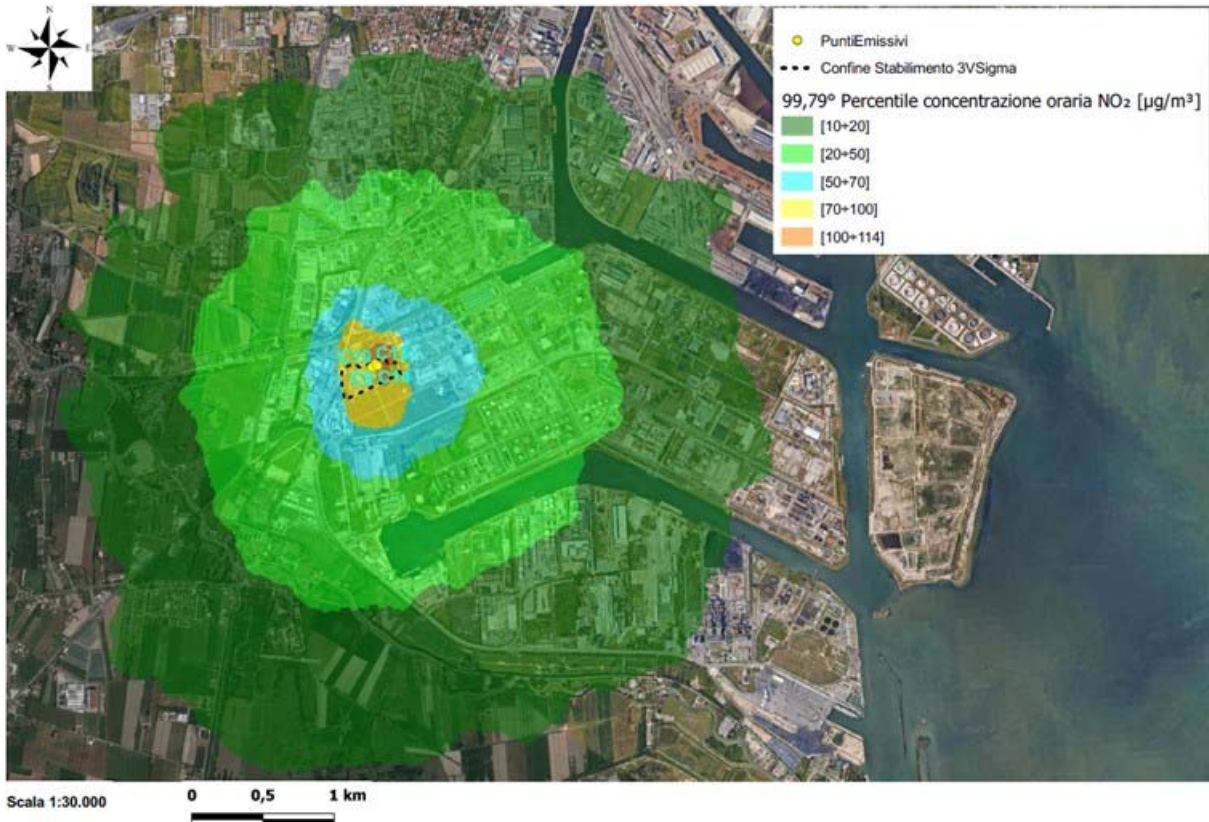 N
W
E
S
PuntiEmissivi
Confine Stabilimento 3VSigma
99,79° Percentile concentrazione oraria NO₂ [µg/m³]
[10÷20]
[20÷50]
[50÷70]
[70÷100]
[100÷114]
Scala 1:30.000
0 0,5 1 km